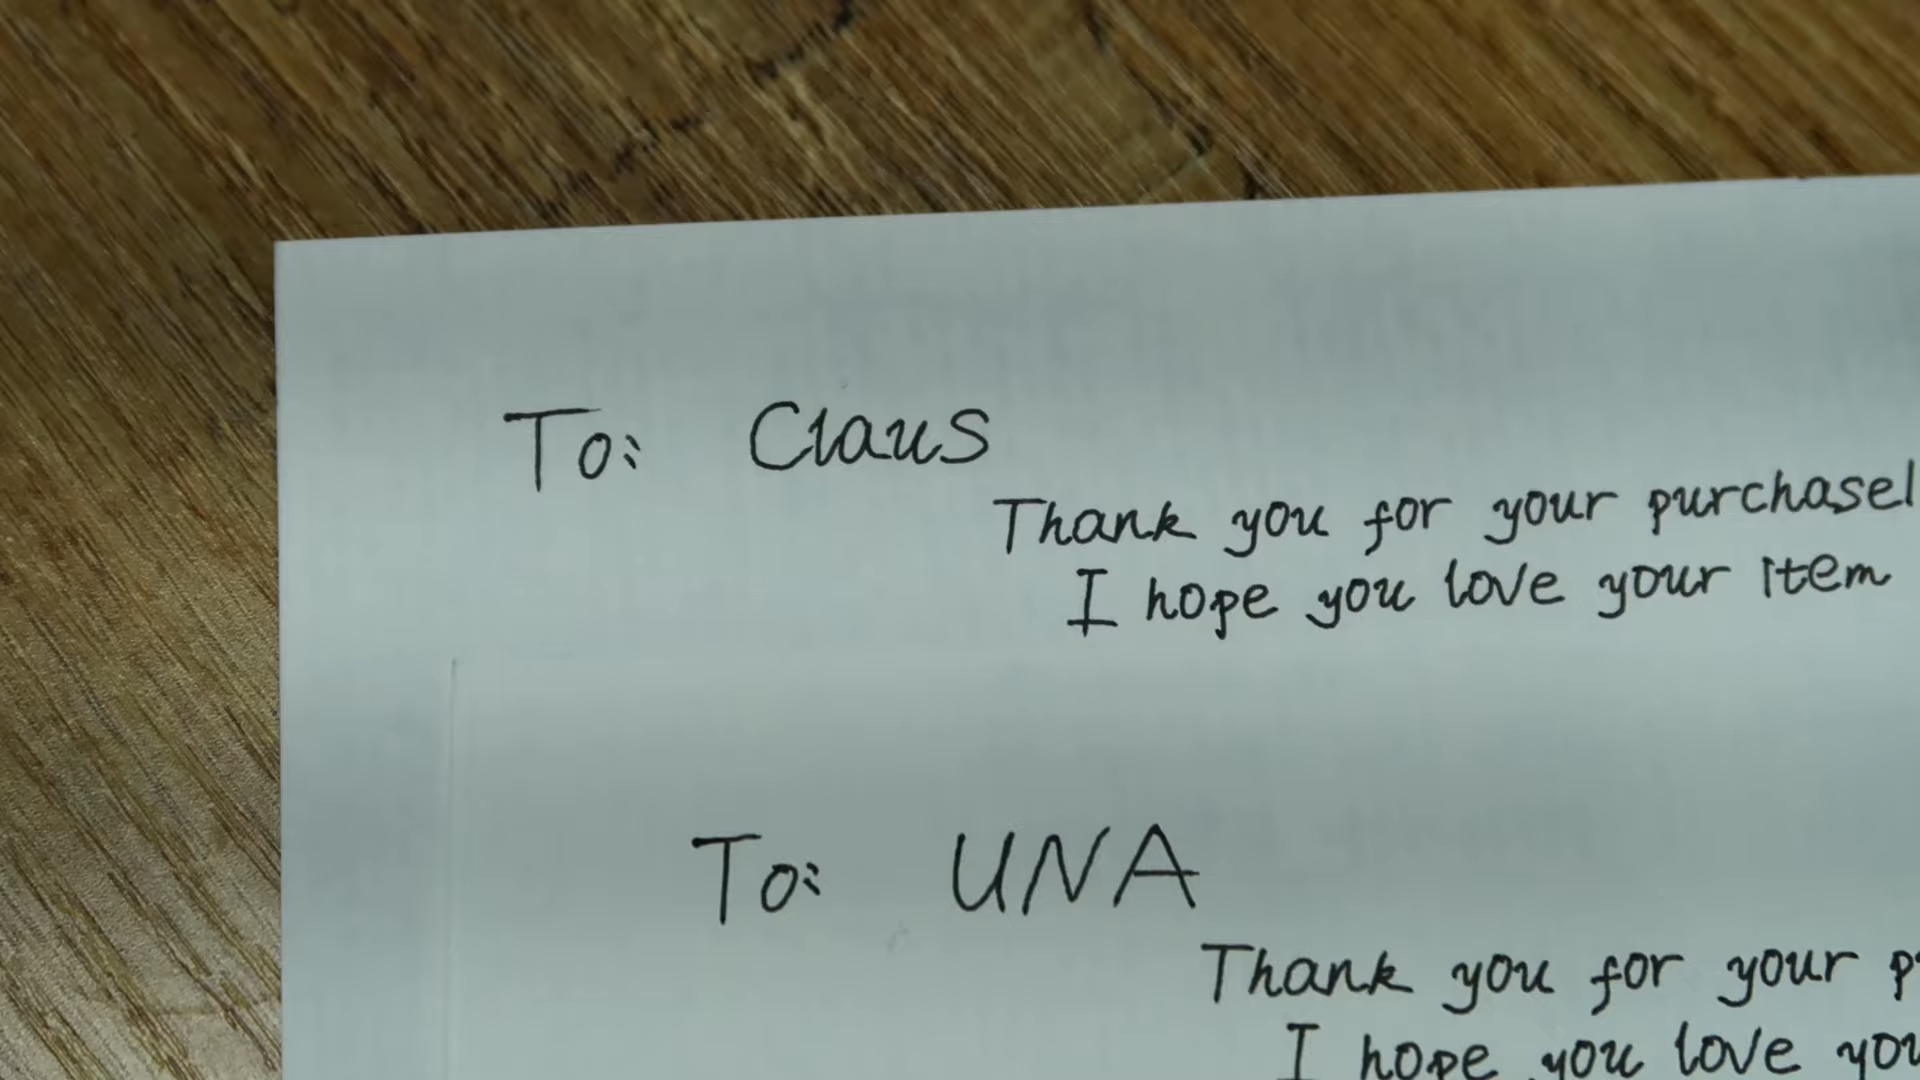 To: Claus
Thank you for your purchase!
I hope you love your item
To: UNA
Thank you for your
I hope you love